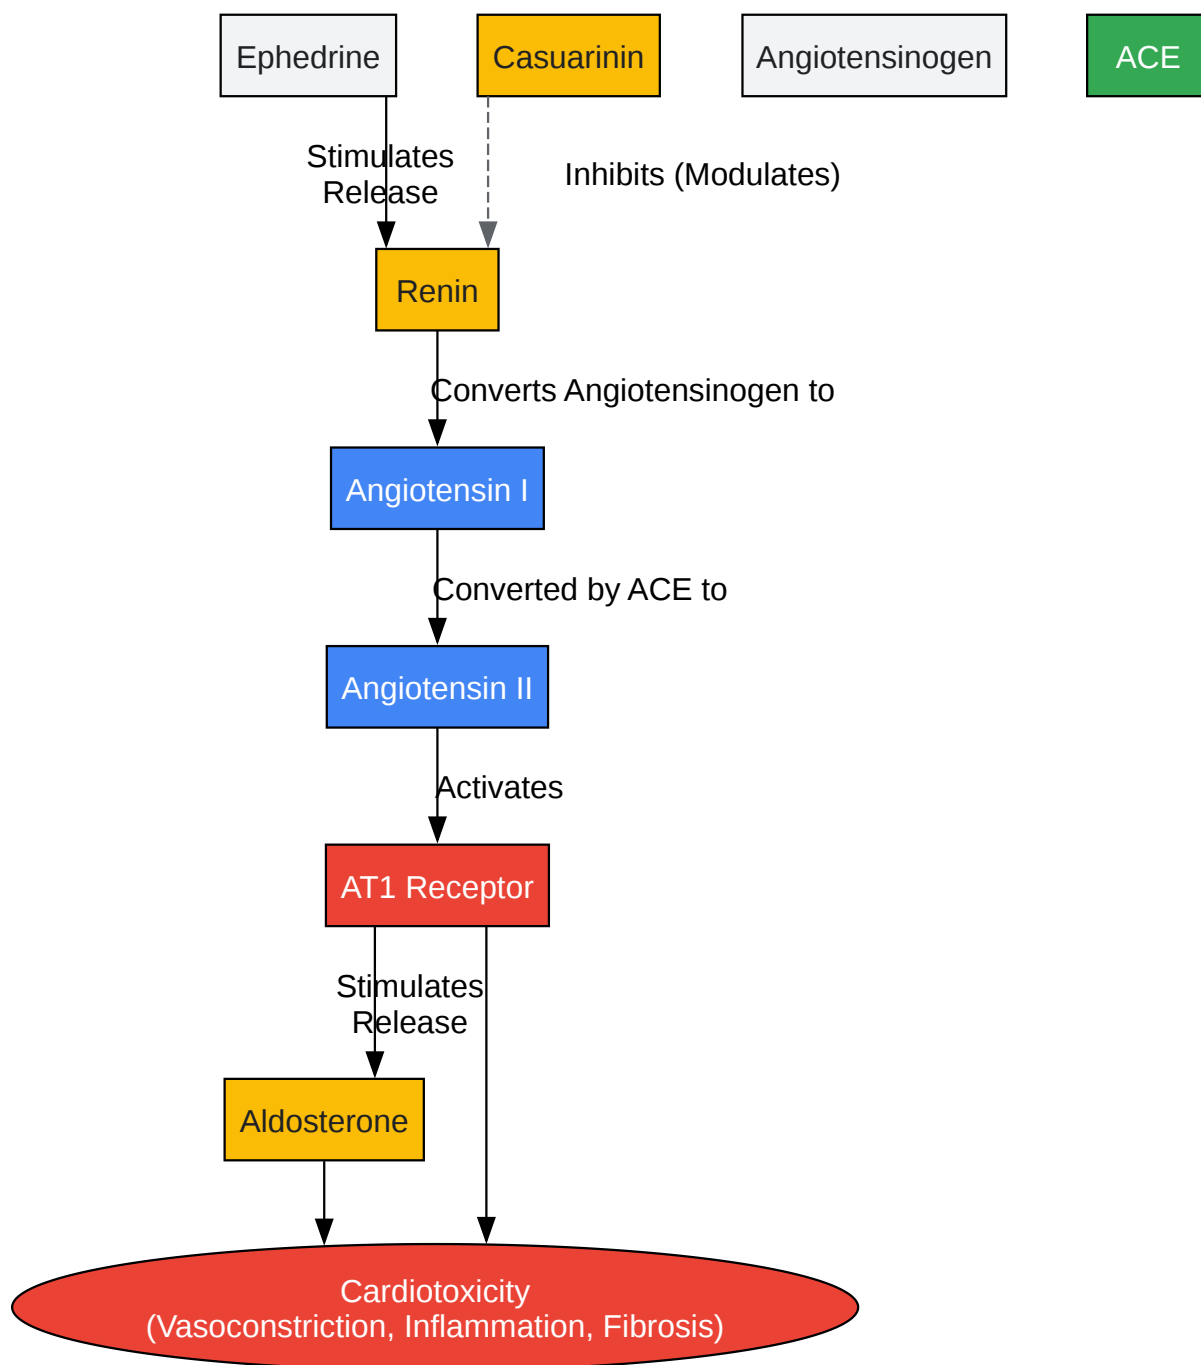 Ephedrine
Casuarinin
Angiotensinogen
ACE
Stimulates
Release
Inhibits (Modulates)
Renin
Converts Angiotensinogen to
Angiotensin I
Converted by ACE to
Angiotensin II
Activates
AT1 Receptor
Stimulates
Release
Aldosterone
Cardiotoxicity
(Vasoconstriction, Inflammation, Fibrosis)